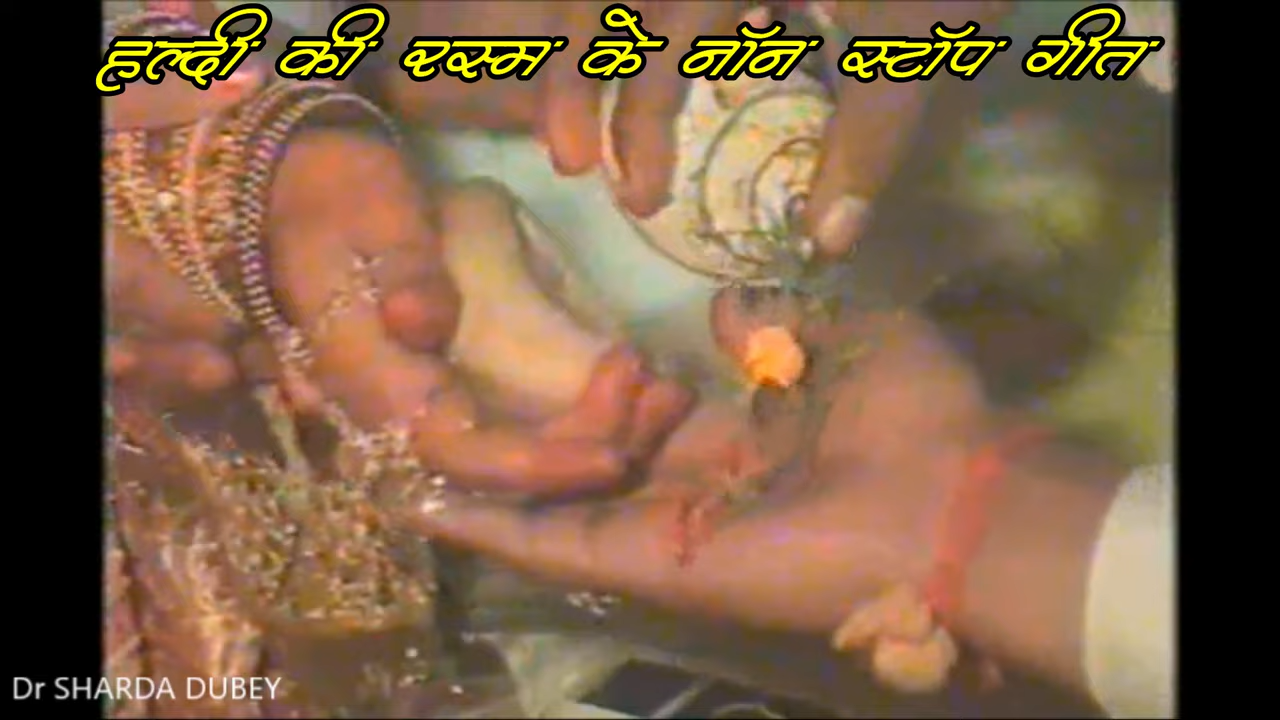 हल्दी की रस्म के नॉन स्टॉप गीत
Dr SHARDA DUBEY